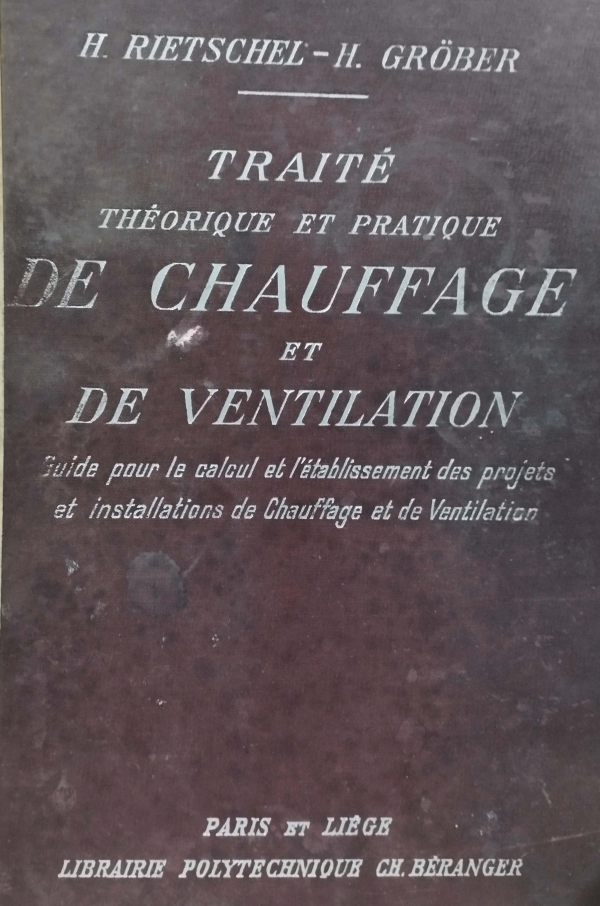 H. RIETSCHEL - H. GRÖBER
TRAITÉ
THÉORIQUE ET PRATIQUE
DE CHAUFFAGE
ET
DE VENTILATION
Guide pour le calcul et l'établissement des projets
et installations de Chauffage et de Ventilation
PARIS ET LIÉGE
LIBRAIRIE POLYTECHNIQUE CH. BÉRANGER